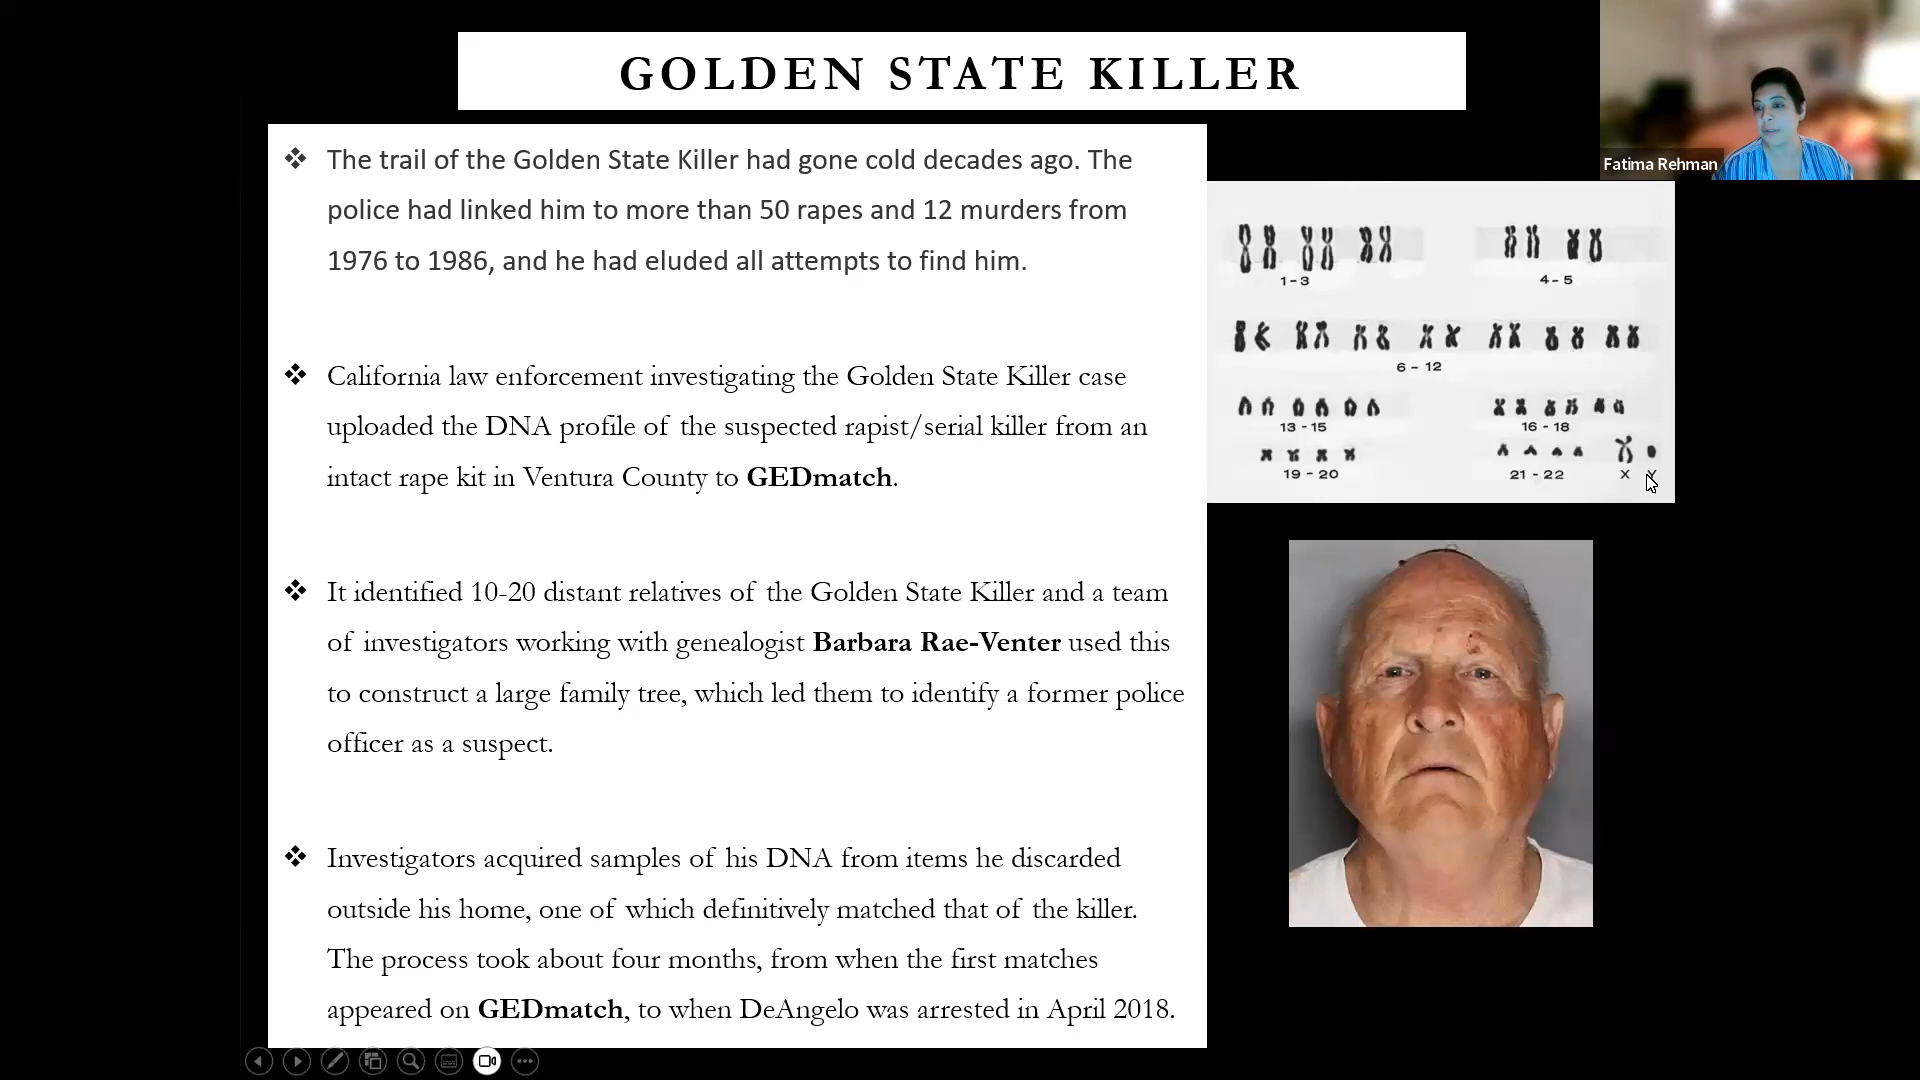 GOLDEN STATE KILLER
Fatima Rehman
❖ The trail of the Golden State Killer had gone cold decades ago. The
police had linked him to more than 50 rapes and 12 murders from
1976 to 1986, and he had eluded all attempts to find him.
❖ California law enforcement investigating the Golden State Killer case
uploaded the DNA profile of the suspected rapist/serial killer from an
intact rape kit in Ventura County to GEDmatch.
❖ It identified 10-20 distant relatives of the Golden State Killer and a team
of investigators working with genealogist Barbara Rae-Venter used this
to construct a large family tree, which led them to identify a former police
officer as a suspect.
❖ Investigators acquired samples of his DNA from items he discarded
outside his home, one of which definitively matched that of the killer.
The process took about four months, from when the first matches
appeared on GEDmatch, to when DeAngelo was arrested in April 2018.
1-3 4-5
6 - 12
13 - 15 16 - 18
19 - 20 21 - 22 X Y